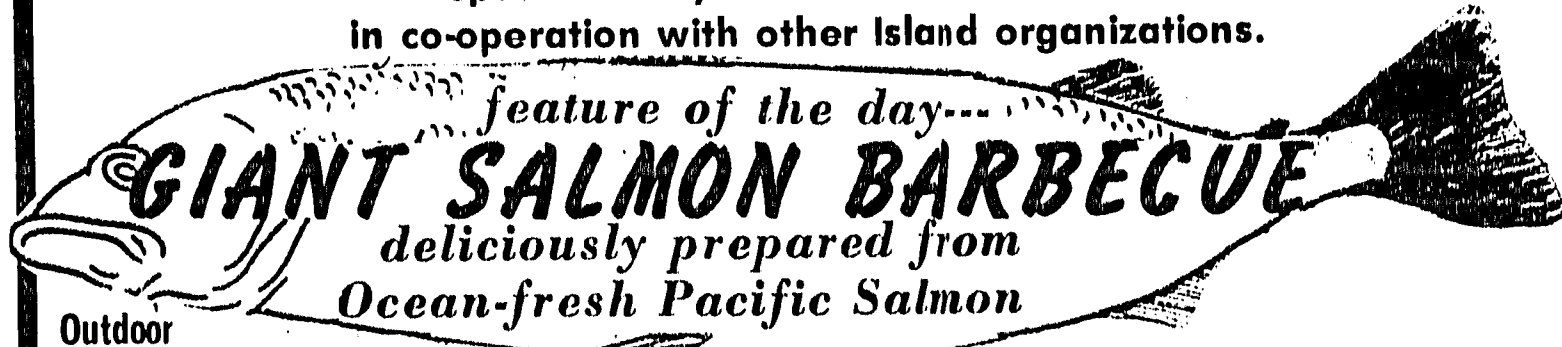 in co-operation with other Island organizations.
feature of the day---
GIANT SALMON BARBECUE
deliciously prepared from
Ocean-fresh Pacific Salmon
Outdoor